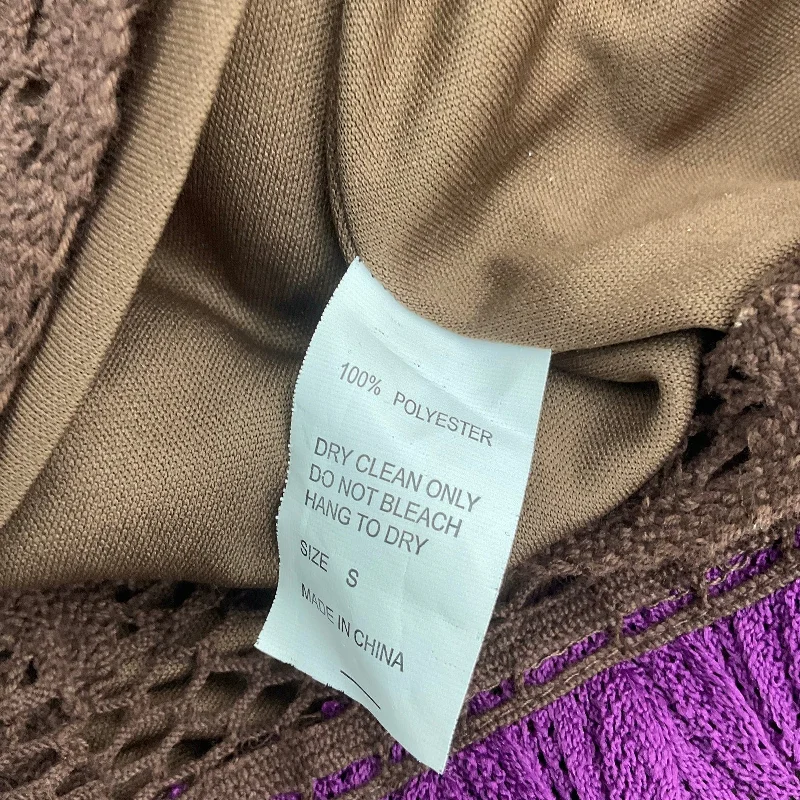 100% POLYESTER
DRY CLEAN ONLY
DO NOT BLEACH
HANG TO DRY
SIZE S
MADE IN CHINA